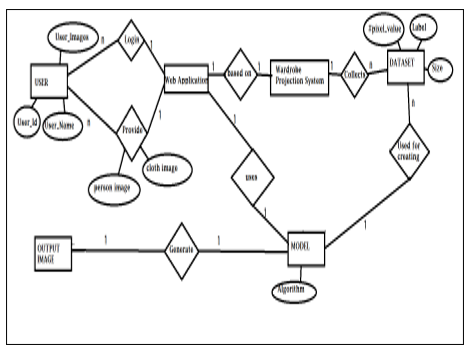 User_Images
n
Login
1
#pixel_value
Label
USER
Web Application
1
based on
1
Wardrobe
Projection System
1
Collects
n
DATASET
Size
User_Id
User_Name
n
Provide
1
n
cloth image
person image
1
uses
Used for
creating
1
1
OUTPUT
IMAGE
1
Generate
1
MODEL
Algorithm